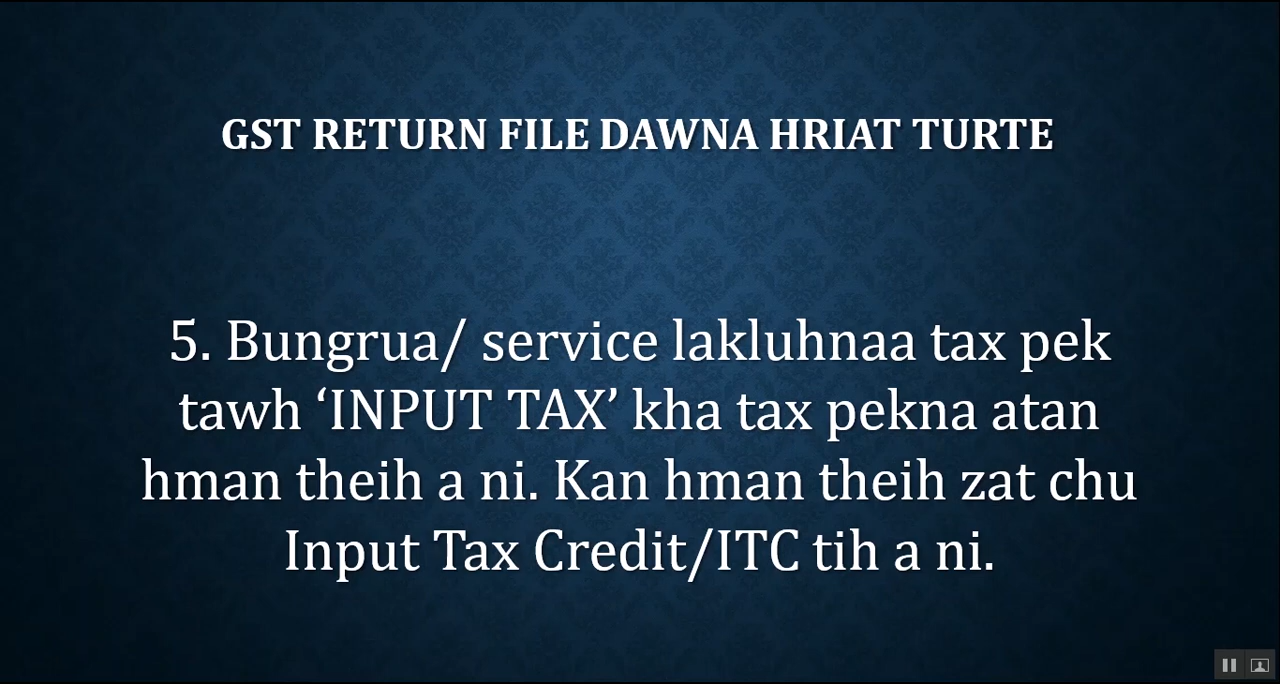 GST RETURN FILE DAWNA HRIAT TURTE
5. Bungrua/ service lakluhnaa tax pek
tawh ‘INPUT TAX’ kha tax pekna atan
hman theih a ni. Kan hman theih zat chu
Input Tax Credit/ITC tih a ni.